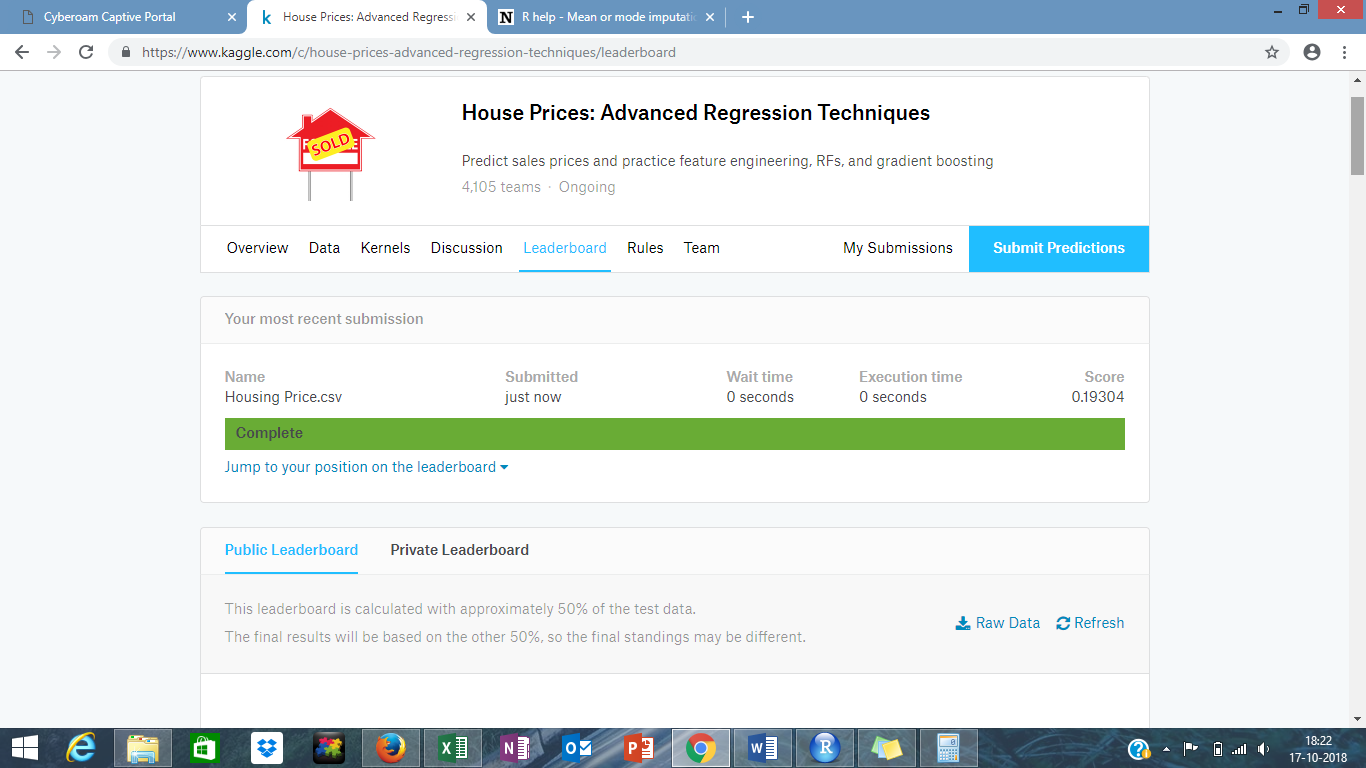 Cyberoam Captive Portal
House Prices: Advanced Regressi
R help - Mean or mode imputati
https://www.kaggle.com/c/house-prices-advanced-regression-techniques/leaderboard
SOLD
House Prices: Advanced Regression Techniques
Predict sales prices and practice feature engineering, RFs, and gradient boosting
4,105 teams · Ongoing
Overview Data Kernels Discussion Leaderboard Rules Team My Submissions Submit Predictions
Your most recent submission
Name Submitted Wait time Execution time Score
Housing Price.csv just now 0 seconds 0 seconds 0.19304
Complete
Jump to your position on the leaderboard
Public Leaderboard Private Leaderboard
This leaderboard is calculated with approximately 50% of the test data.
The final results will be based on the other 50%, so the final standings may be different.
Raw Data Refresh
18:22
17-10-2018